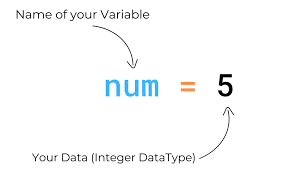 Name of your Variable
num = 5
Your Data (Integer DataType)